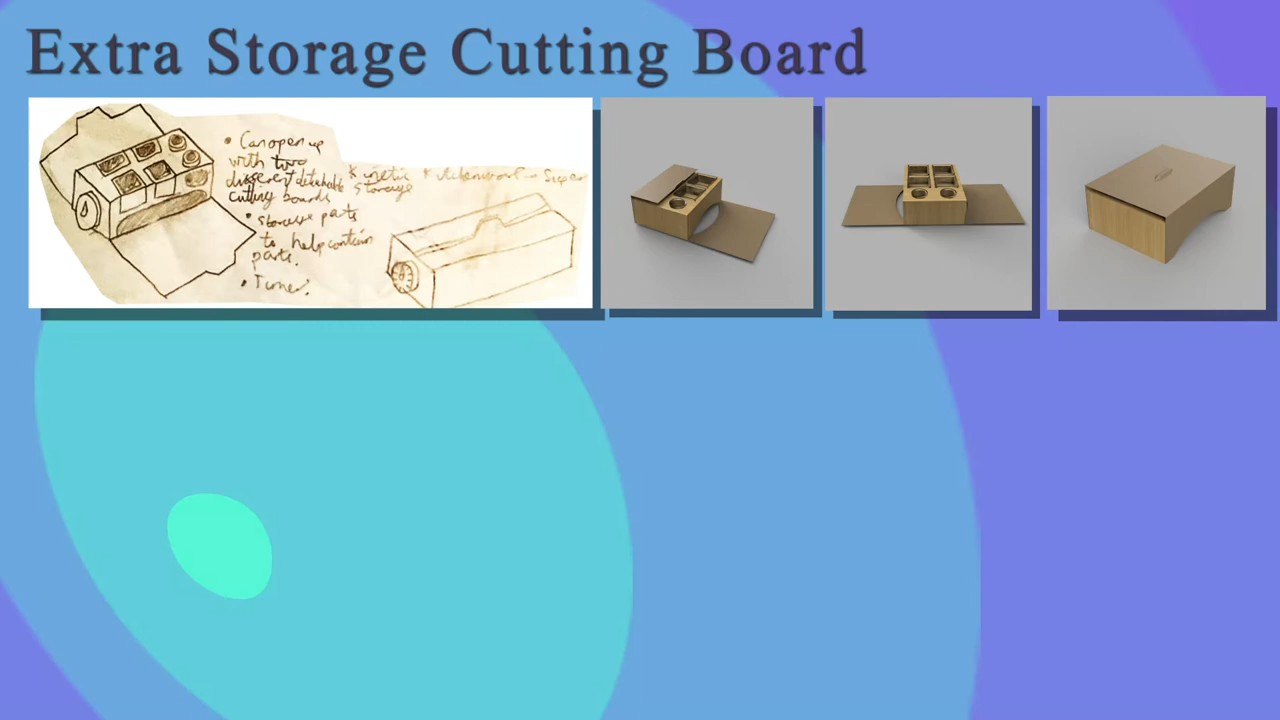 Extra Storage Cutting Board
• Can open up
with two
different detachable
cutting boards
• storage parts
to help contain
parts.
• Timer?
* kinetic
storage